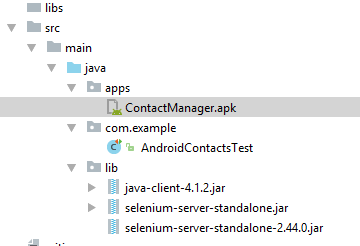 libs
src
main
java
apps
ContactManager.apk
com.example
AndroidContactsTest
lib
java-client-4.1.2.jar
selenium-server-standalone.jar
selenium-server-standalone-2.44.0.jar